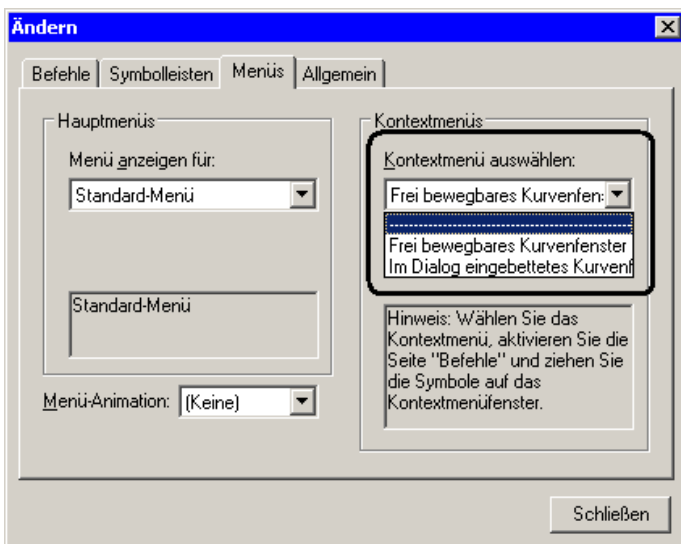 Ändern
Befehle Symbolleisten Menüs Allgemein
Hauptmenüs
Menü anzeigen für:
Standard-Menü
Standard-Menü
Menü-Animation: (Keine)
Kontextmenüs
Kontextmenü auswählen:
Frei bewegbares Kurvenfen
Frei bewegbares Kurvenfenster
Im Dialog eingebettetes Kurvenf
Hinweis: Wählen Sie das
Kontextmenü, aktivieren Sie die
Seite "Befehle" und ziehen Sie
die Symbole auf das
Kontextmenüfenster.
Schließen